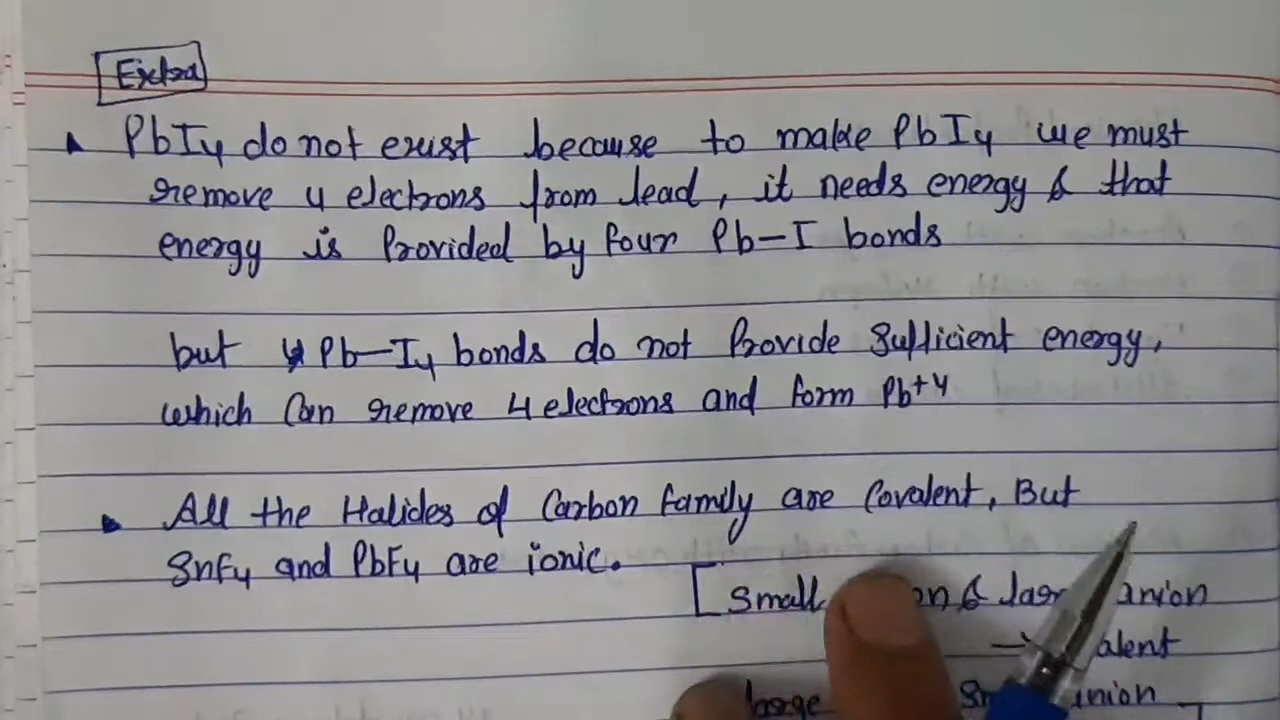 Extra
PbI4 do not exist because to make PbI4 we must
remove 4 electrons from lead, it needs energy & that
energy is Provided by four Pb-I bonds
but Pb-I4 bonds do not Provide Sufficient energy,
which Can remove 4 electrons and form Pb+4
All the Halides of Carbon family are Covalent, But
SnF4 and PbF4 are ionic.
[Small & anion
→
large